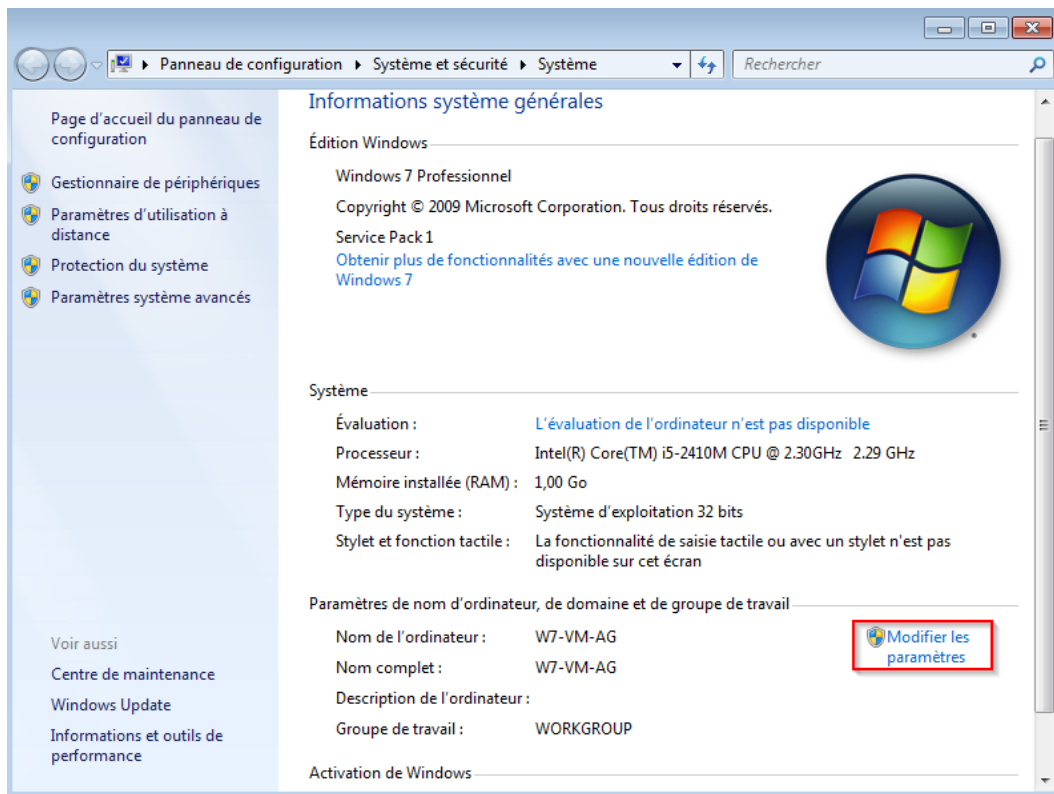 Panneau de configuration ▸ Système et sécurité ▸ Système
Rechercher
Page d'accueil du panneau de
configuration
Gestionnaire de périphériques
Paramètres d'utilisation à
distance
Protection du système
Paramètres système avancés
Voir aussi
Centre de maintenance
Windows Update
Informations et outils de
performance
Informations système générales
Édition Windows
Windows 7 Professionnel
Copyright © 2009 Microsoft Corporation. Tous droits réservés.
Service Pack 1
Obtenir plus de fonctionnalités avec une nouvelle édition de
Windows 7
Système
Évaluation : L'évaluation de l'ordinateur n'est pas disponible
Processeur : Intel(R) Core(TM) i5-2410M CPU @ 2.30GHz 2.29 GHz
Mémoire installée (RAM) : 1,00 Go
Type du système : Système d'exploitation 32 bits
Stylet et fonction tactile : La fonctionnalité de saisie tactile ou avec un stylet n'est pas
disponible sur cet écran
Paramètres de nom d'ordinateur, de domaine et de groupe de travail
Nom de l'ordinateur : W7-VM-AG Modifier les
paramètres
Nom complet : W7-VM-AG
Description de l'ordinateur :
Groupe de travail : WORKGROUP
Activation de Windows